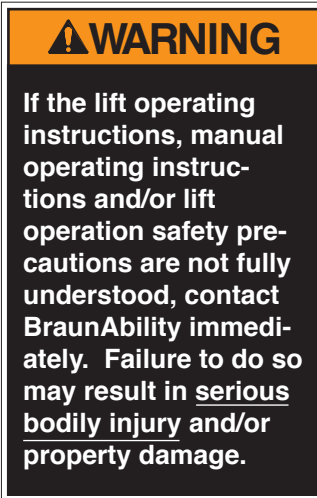 WARNING
If the lift operating
instructions, manual
operating instruc-
tions and/or lift
operation safety pre-
cautions are not fully
understood, contact
BraunAbility immedi-
ately.  Failure to do so
may result in serious
bodily injury and/or
property damage.